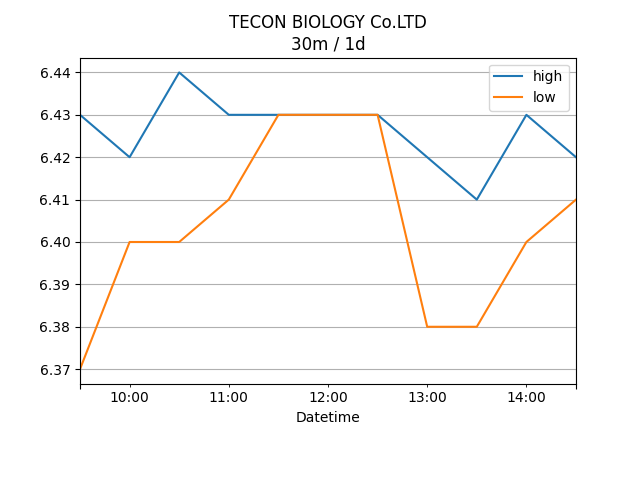 TECON BIOLOGY Co.LTD
30m / 1d
high
low
6.44
6.43
6.42
6.41
6.40
6.39
6.38
6.37
10:00 11:00 12:00 13:00 14:00
Datetime